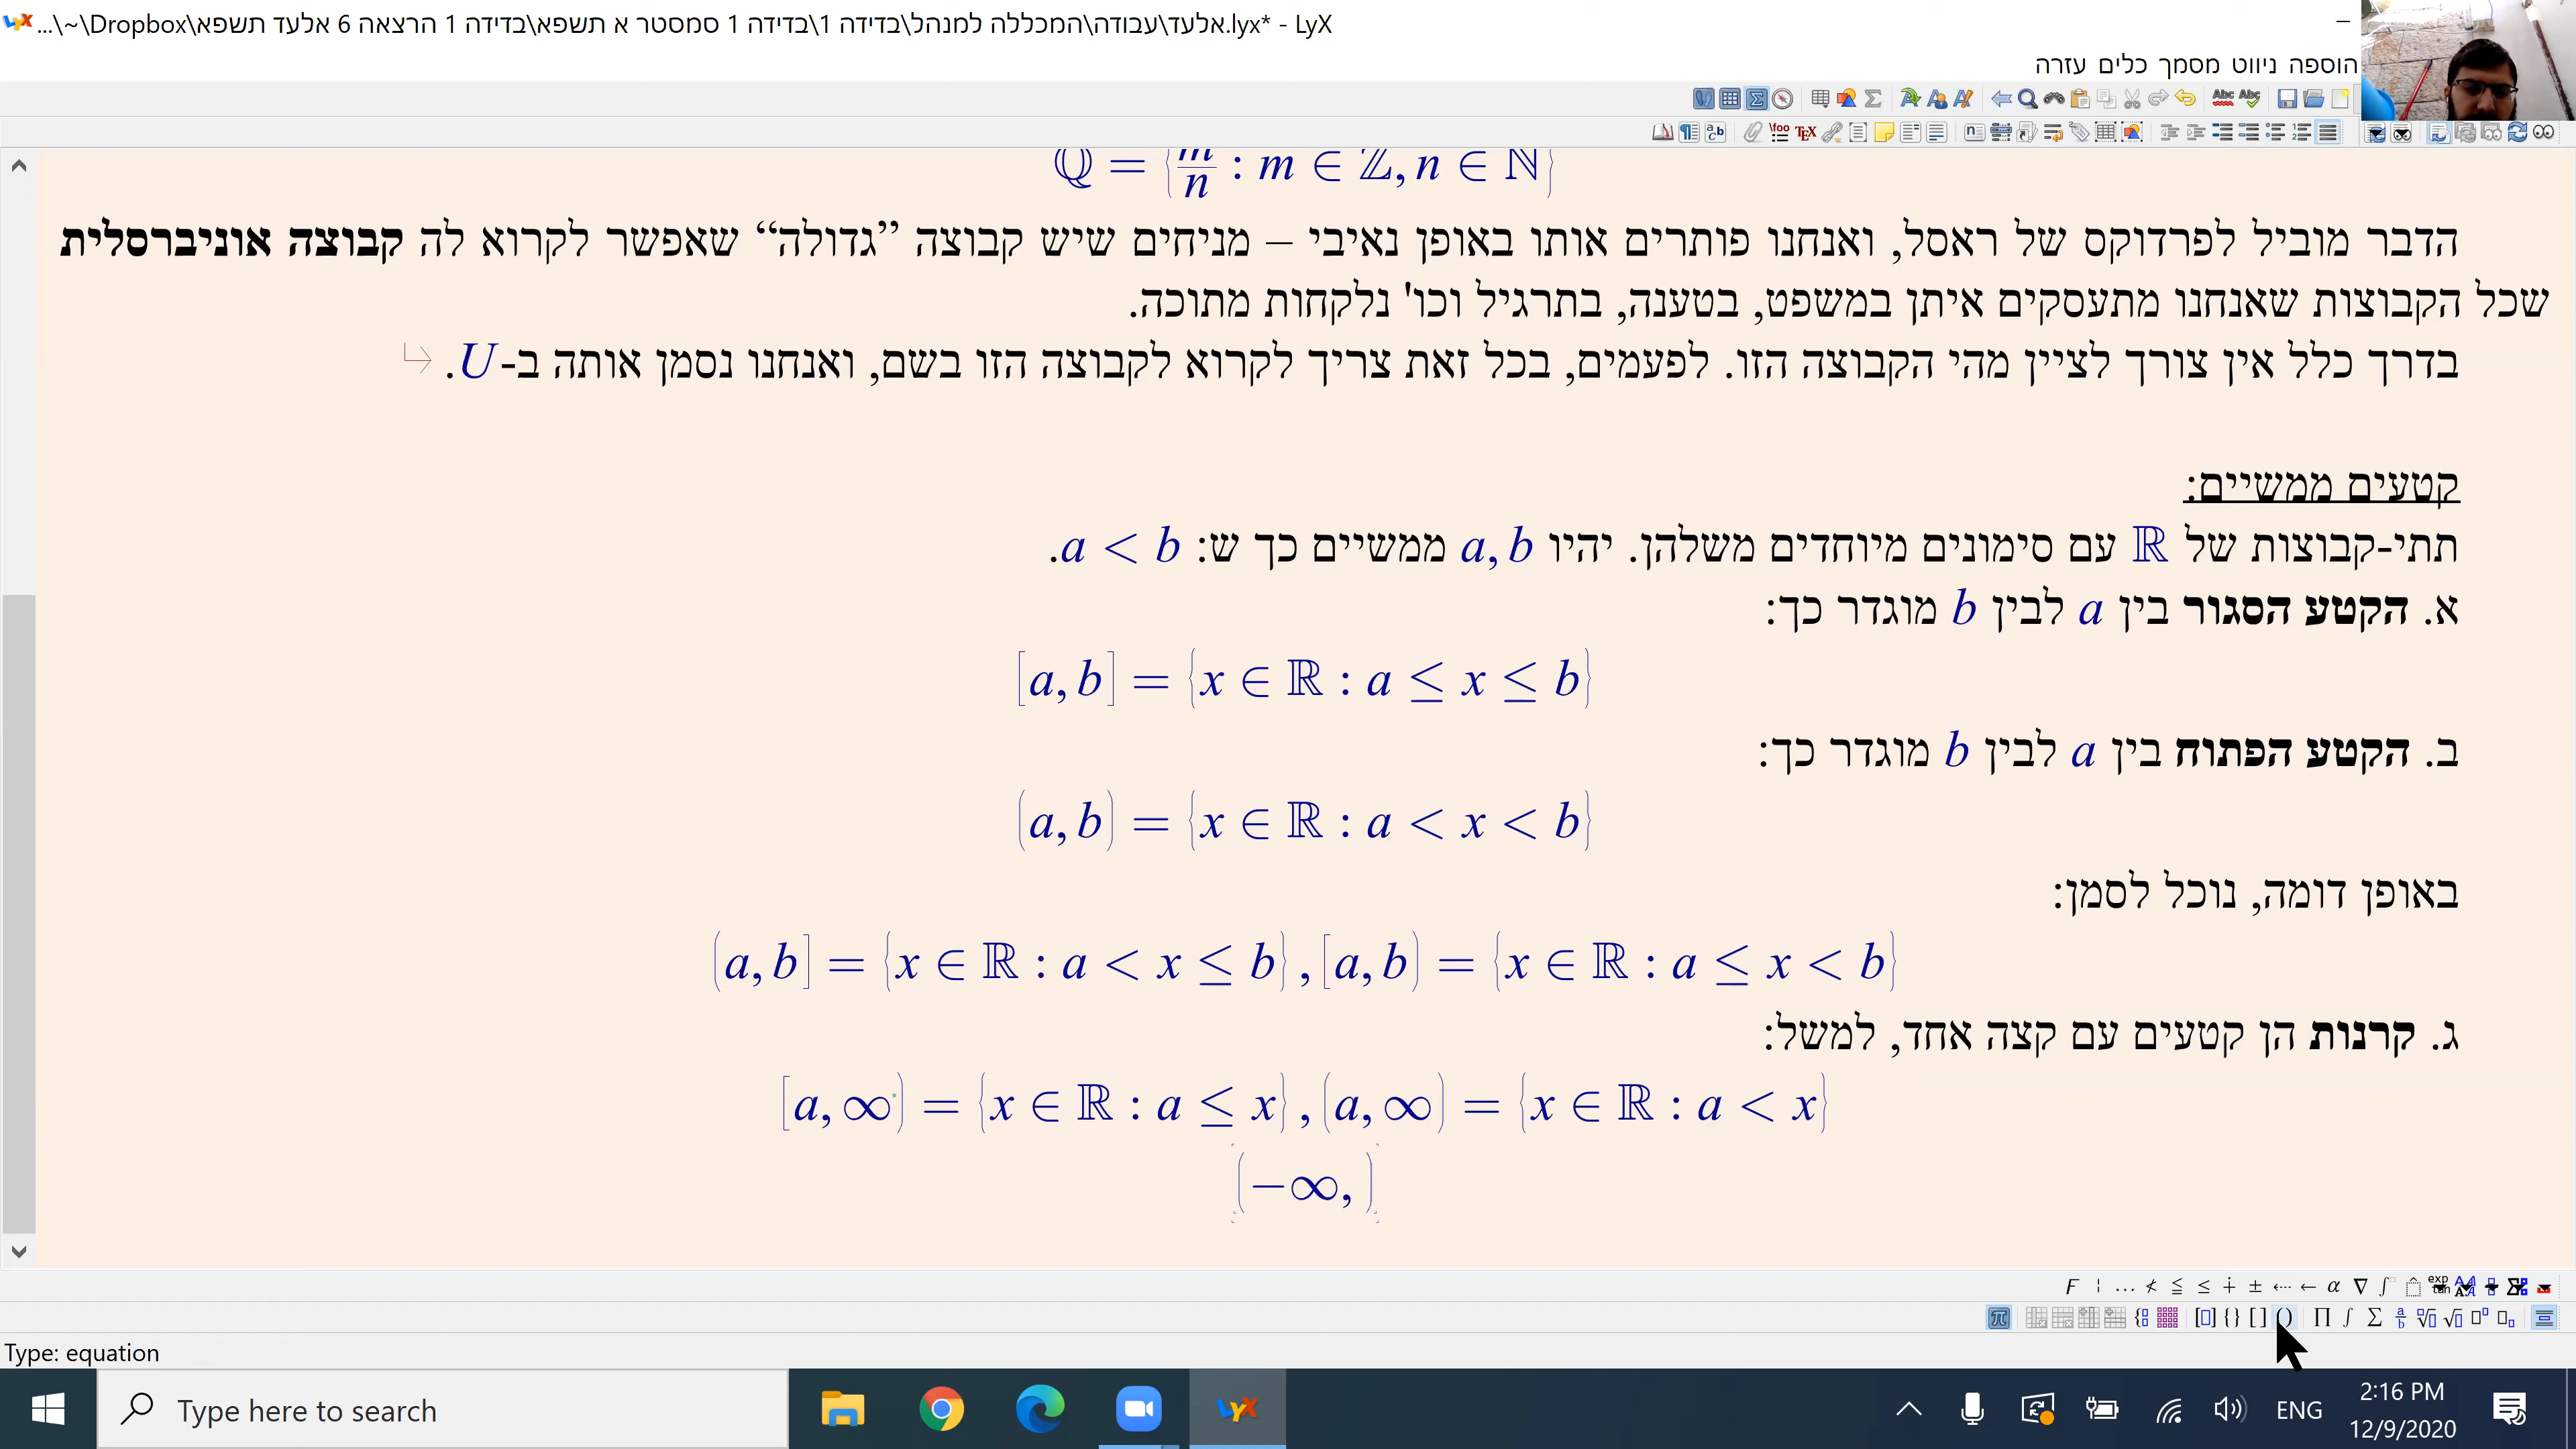 ...\~\Dropbox\אלעד\עבודה\המכללה למנהל\בדידה 1\בדידה 1 סמסטר א תשפא\בדידה 1 הרצאה 6 אלעד תשפא.lyx* - LyX
הוספה ניווט מסמך כלים עזרה
ℚ = {m/n : m ∈ ℤ, n ∈ ℕ}
הדבר מוביל לפרדוקס של ראסל, ואנחנו פותרים אותו באופן נאיבי – מניחים שיש קבוצה ”גדולה“ שאפשר לקרוא לה קבוצה אוניברסלית
שכל הקבוצות שאנחנו מתעסקים איתן במשפט, בטענה, בתרגיל וכו' נלקחות מתוכה.
בדרך כלל אין צורך לציין מהי הקבוצה הזו. לפעמים, בכל זאת צריך לקרוא לקבוצה הזו בשם, ואנחנו נסמן אותה ב-U.
קטעים ממשיים:
תתי-קבוצות של ℝ עם סימונים מיוחדים משלהן. יהיו a, b ממשיים כך ש: a < b.
א. הקטע הסגור בין a לבין b מוגדר כך:
[a, b] = {x ∈ ℝ : a ≤ x ≤ b}
ב. הקטע הפתוח בין a לבין b מוגדר כך:
(a, b) = {x ∈ ℝ : a < x < b}
באופן דומה, נוכל לסמן:
(a, b] = {x ∈ ℝ : a < x ≤ b}, [a, b) = {x ∈ ℝ : a ≤ x < b}
ג. קרנות הן קטעים עם קצה אחד, למשל:
[a, ∞) = {x ∈ ℝ : a ≤ x}, (a, ∞) = {x ∈ ℝ : a < x}
(−∞, )
Type: equation
Type here to search
ENG
2:16 PM
12/9/2020